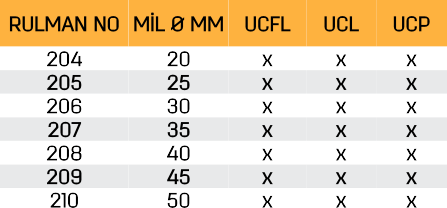 RULMAN NO MİL Ø MM UCFL UCL UCP
204 20 x x x
205 25 x x x
206 30 x x x
207 35 x x x
208 40 x x x
209 45 x x x
210 50 x x x